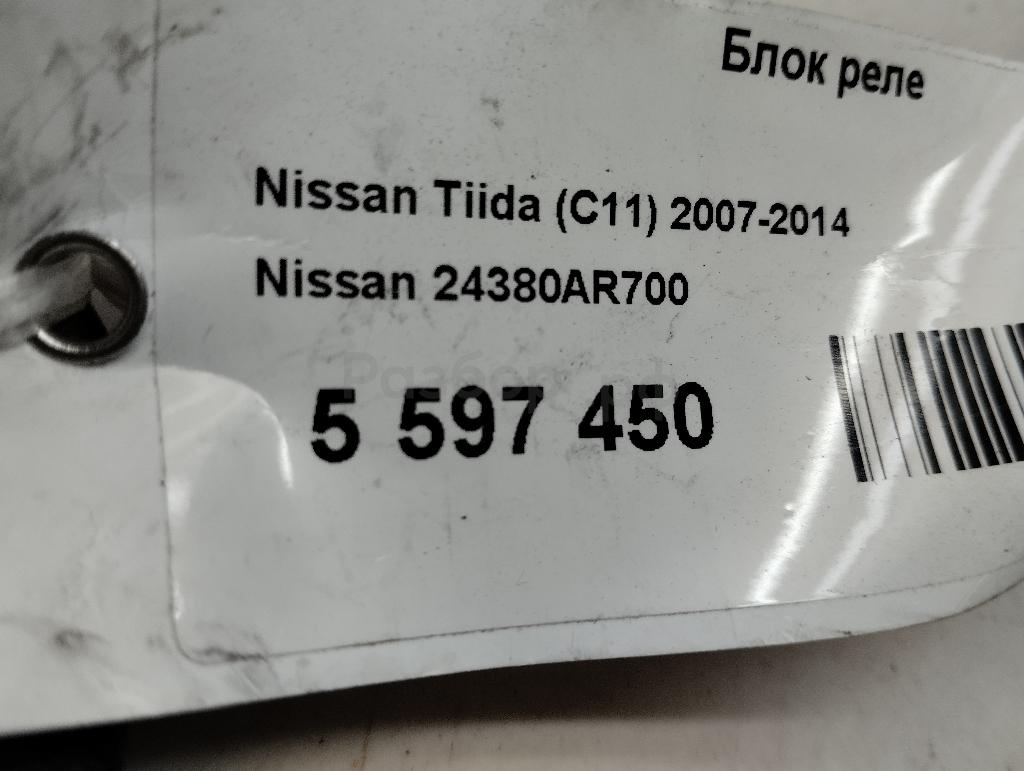 Блок реле
Nissan Tiida (C11) 2007-2014
Nissan 24380AR700
5 597 450